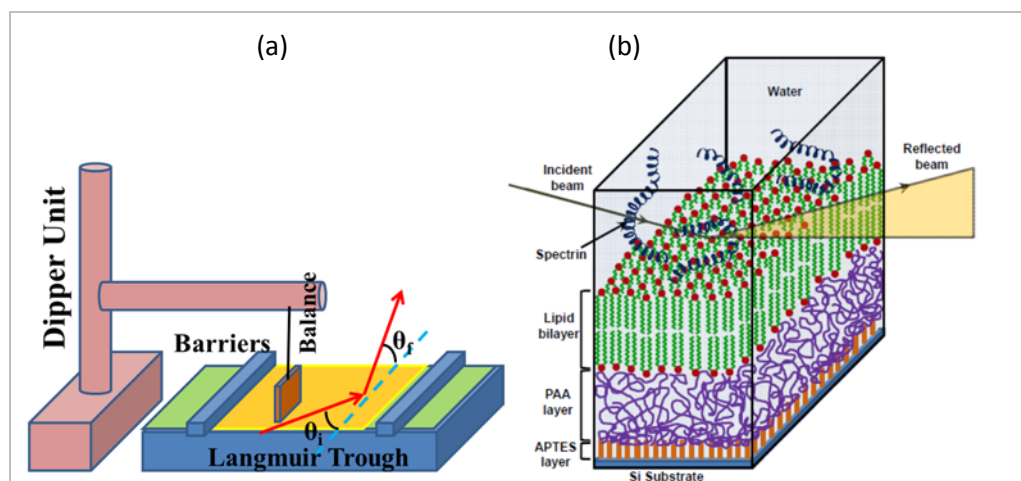 (a)
Dipper Unit
Barriers
Balance
θf
θi
Langmuir Trough
(b)
Water
Incident
beam
Reflected
beam
Spectrin
Lipid
bilayer
PAA
layer
APTES
layer
Si Substrate